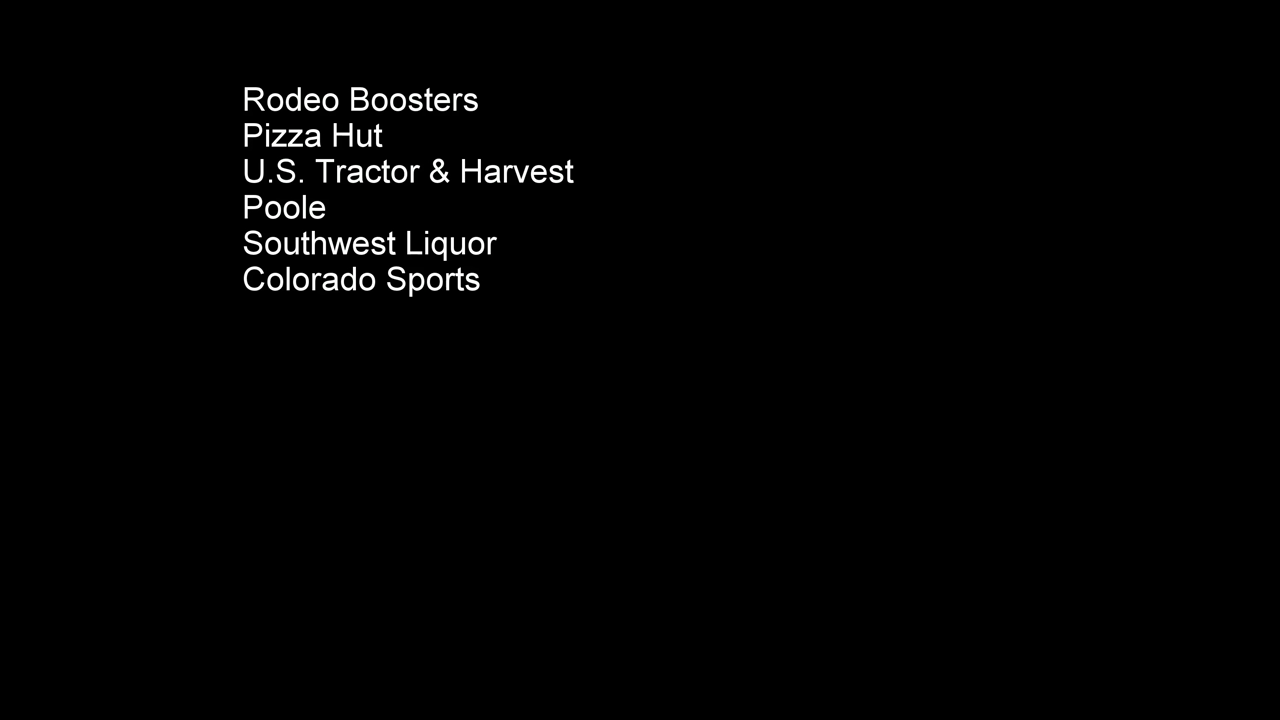 Rodeo Boosters
Pizza Hut
U.S. Tractor & Harvest
Poole
Southwest Liquor
Colorado Sports